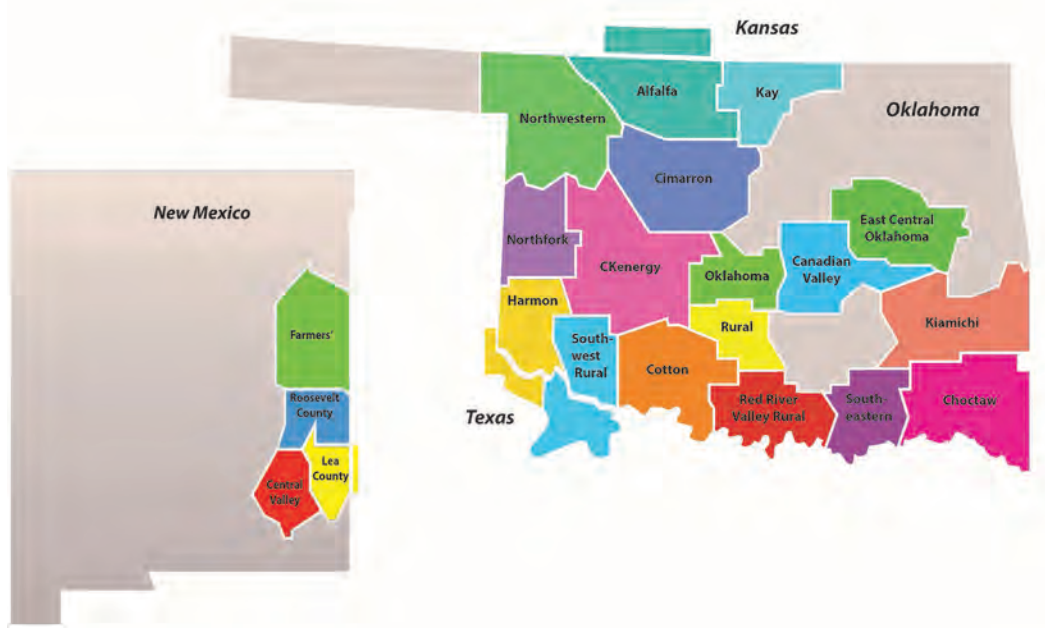 Kansas
Alfalfa
Kay
Oklahoma
Northwestern
Cimarron
New Mexico
East Central
Oklahoma
Northfork
CKenergy
Oklahoma
Canadian
Valley
Harmon
Farmers'
Rural
Kiamichi
South-
west
Rural
Cotton
Roosevelt
County
Texas
Red River
Valley Rural
South-
eastern
Choctaw
Lea
County
Central
Valley